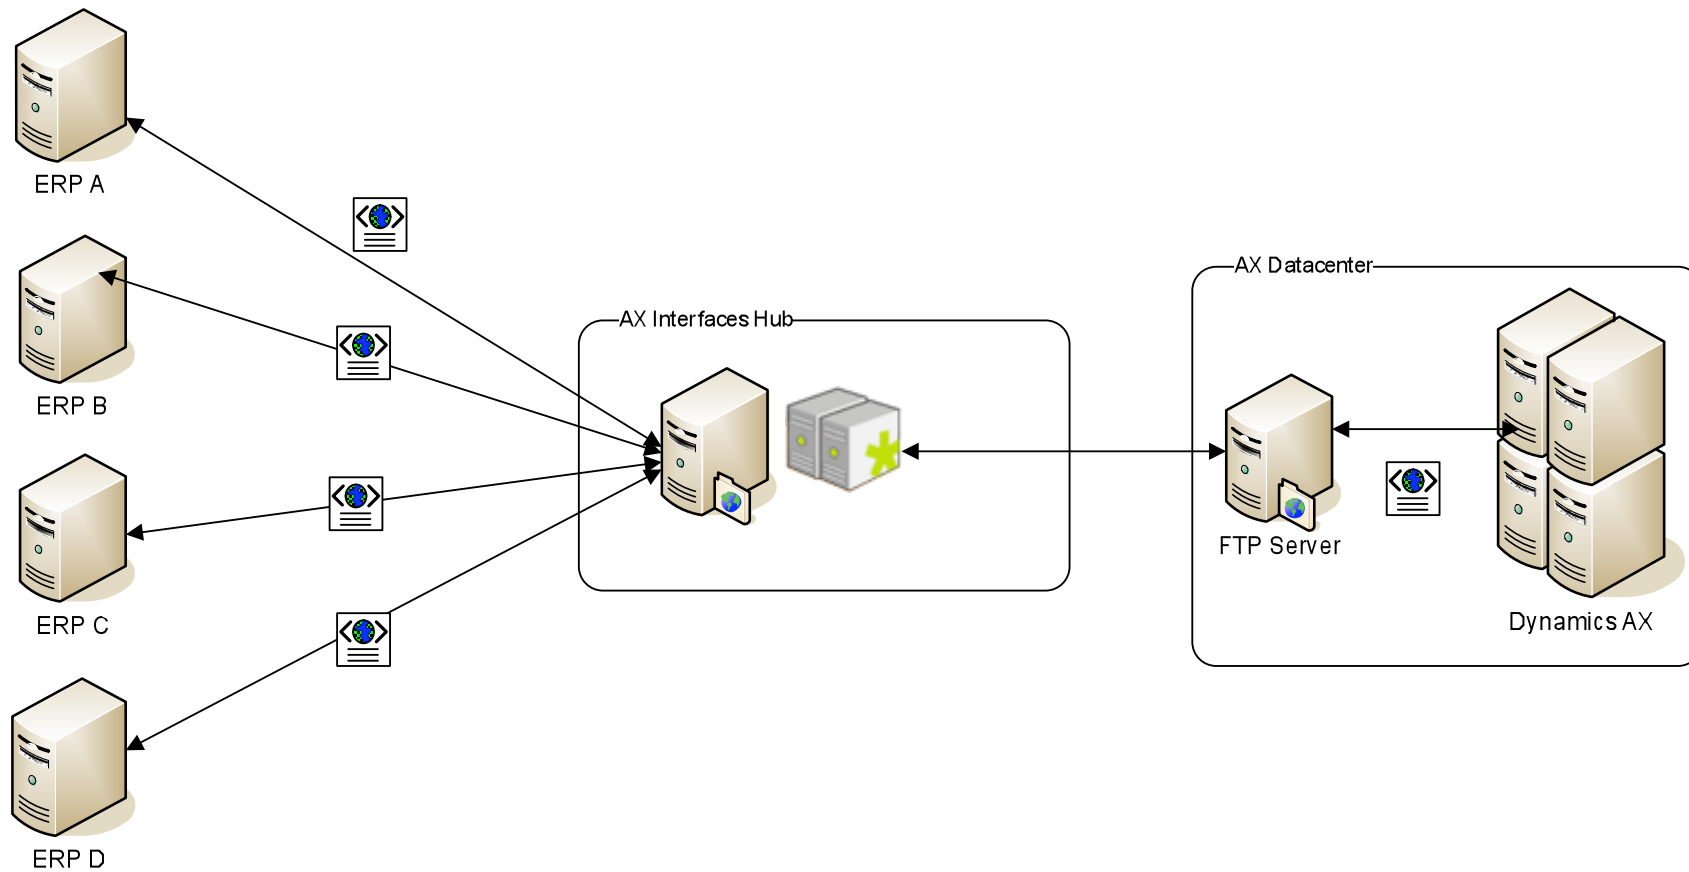 ERP A
ERP B
ERP C
ERP D
AX Interfaces Hub
AX Datacenter
FTP Server
Dynamics AX